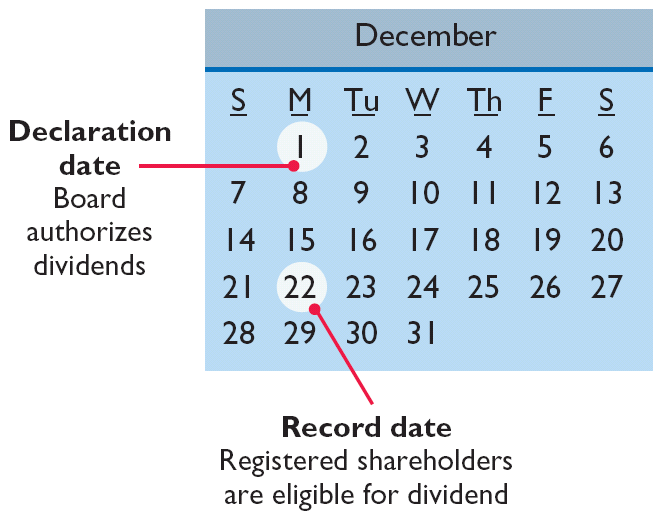 December
S M Tu W Th F S
1 2 3 4 5 6
7 8 9 10 11 12 13
14 15 16 17 18 19 20
21 22 23 24 25 26 27
28 29 30 31
Declaration
date
Board
authorizes
dividends
Record date
Registered shareholders
are eligible for dividend